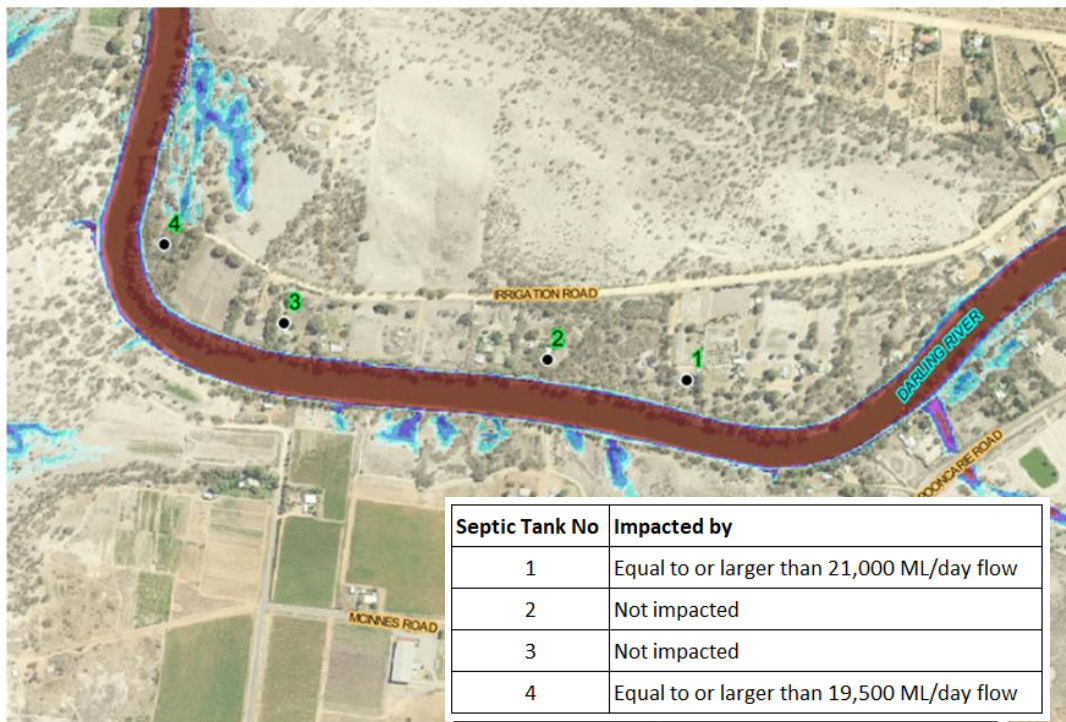 4
3
IRRIGATION ROAD
2
1
DARLING RIVER
MCINNES ROAD
Septic Tank No Impacted by
1 Equal to or larger than 21,000 ML/day flow
2 Not impacted
3 Not impacted
4 Equal to or larger than 19,500 ML/day flow